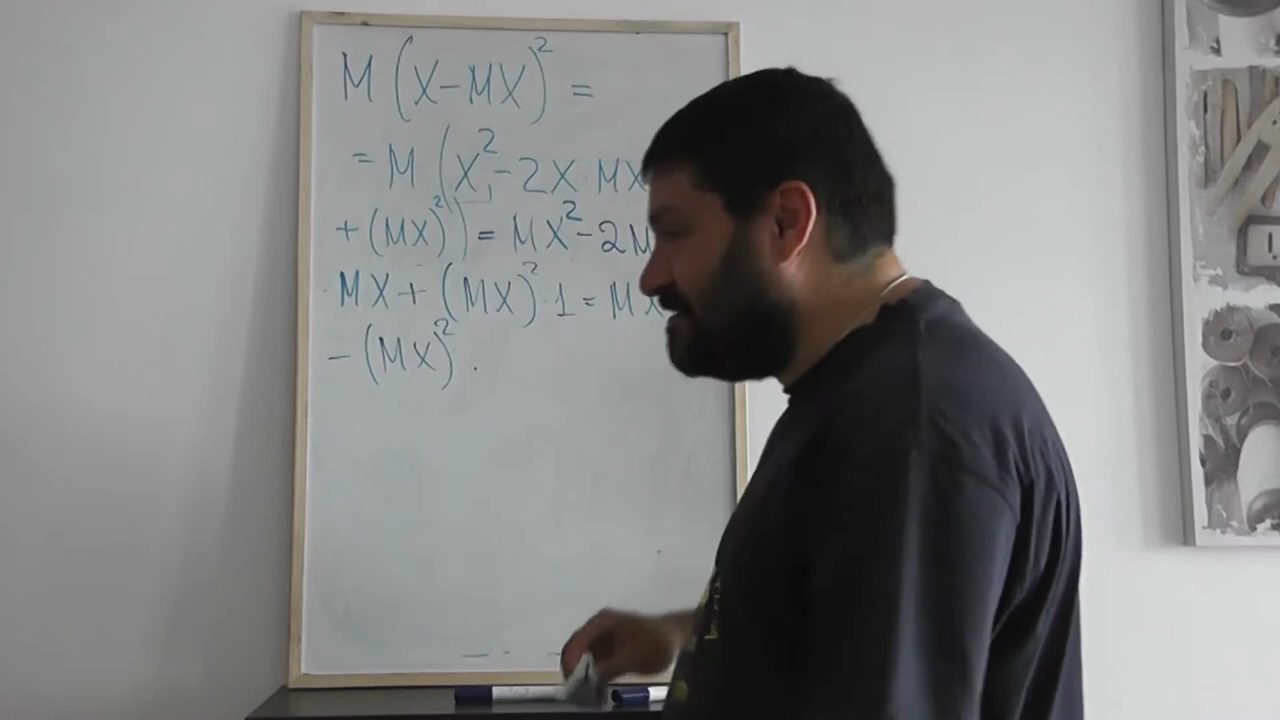 M (X-MX)² =
= M (X² - 2X · MX
+ (MX)²) = MX² - 2M
· MX + (MX)² · 1 = MX
- (MX)² .